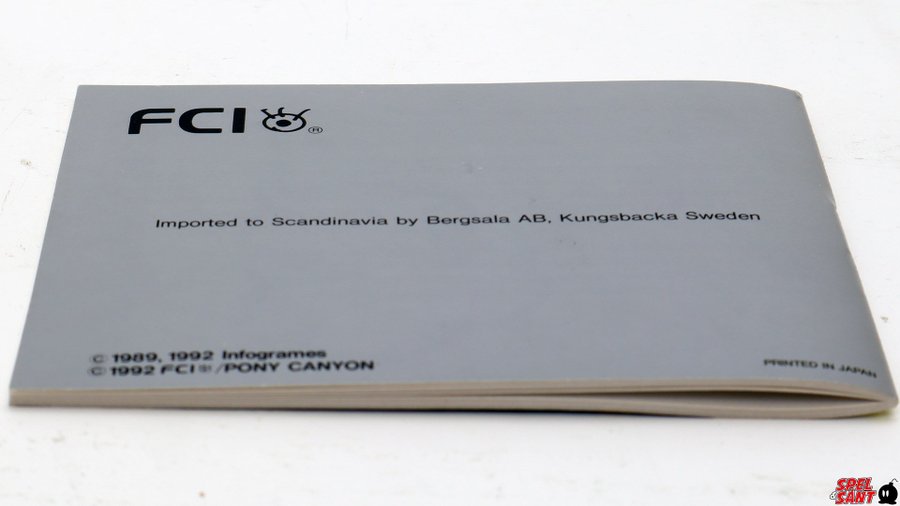 FCI ®
Imported to Scandinavia by Bergsala AB, Kungsbacka Sweden
© 1989, 1992 Infogrames
© 1992 FCI®/PONY CANYON
PRINTED IN JAPAN
SPEL
SANT